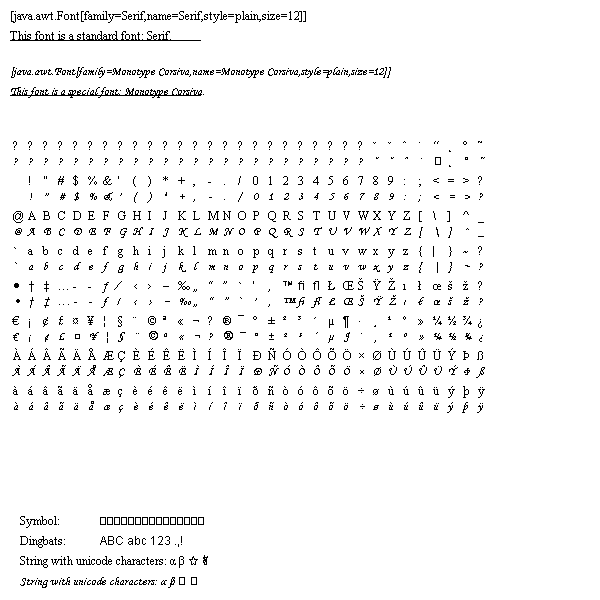 [java.awt.Font[family=Serif,name=Serif,style=plain,size=12]]
This font is a standard font: Serif.
[java.awt.Font[family=Monotype Corsiva,name=Monotype Corsiva,style=plain,size=12]]
This font is a special font: Monotype Corsiva.
? ? ? ? ? ? ? ? ? ? ? ? ? ? ? ? ? ? ? ? ? ? ? ? ˘ ˇ ˆ ˙ ˝ ˛ ˚ ˜
? ? ? ? ? ? ? ? ? ? ? ? ? ? ? ? ? ? ? ? ? ? ? ? ˘ ˇ ˆ ˙ □ ˛ ˚ ˜
! " # $ % & ' ( ) * + , - . / 0 1 2 3 4 5 6 7 8 9 : ; < = > ?
! " # $ % & ' ( ) * + , - . / 0 1 2 3 4 5 6 7 8 9 : ; < = > ?
@ A B C D E F G H I J K L M N O P Q R S T U V W X Y Z [ \ ] ^ _
@ A B C D E F G H I J K L M N O P Q R S T U V W X Y Z [ \ ] ^ _
` a b c d e f g h i j k l m n o p q r s t u v w x y z { | } ~ ?
` a b c d e f g h i j k l m n o p q r s t u v w x y z { | } ~ ?
• † ‡ … - - ƒ ⁄ ‹ › − ‰ „ “ ” ‘ ’ ‚ ™ ﬁ ﬂ Ł Œ Š Ÿ Ž ı ł œ š ž ?
• † ‡ … - - ƒ ⁄ ‹ › − ‰ „ “ ” ‘ ’ ‚ ™ ﬁ ﬂ Ł Œ Š Ÿ Ž ı ł œ š ž ?
€ ¡ ¢ £ ¤ ¥ ¦ § ¨ © ª « ¬ ? ® ¯ ° ± ² ³ ´ µ ¶ · ¸ ¹ º » ¼ ½ ¾ ¿
€ ¡ ¢ £ ¤ ¥ ¦ § ¨ © ª « ¬ ? ® ¯ ° ± ² ³ ´ µ ¶ · ¸ ¹ º » ¼ ½ ¾ ¿
À Á Â Ã Ä Å Æ Ç È É Ê Ë Ì Í Î Ï Ð Ñ Ò Ó Ô Õ Ö × Ø Ù Ú Û Ü Ý Þ ß
À Á Â Ã Ä Å Æ Ç È É Ê Ë Ì Í Î Ï Ð Ñ Ò Ó Ô Õ Ö × Ø Ù Ú Û Ü Ý Þ ß
à á â ã ä å æ ç è é ê ë ì í î ï ð ñ ò ó ô õ ö ÷ ø ù ú û ü ý þ ÿ
à á â ã ä å æ ç è é ê ë ì í î ï ð ñ ò ó ô õ ö ÷ ø ù ú û ü ý þ ÿ
Symbol: □□□□□□□□□□□□□□□
Dingbats: ABC abc 123 .,!
String with unicode characters: α β ☆
String with unicode characters: α β □ □